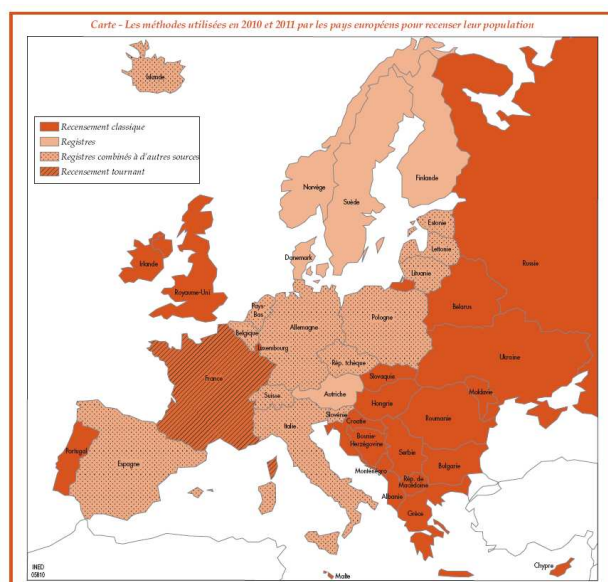 Carte - Les méthodes utilisées en 2010 et 2011 par les pays européens pour recenser leur population
Islande
Recensement classique
Registres
Registres combinés à d'autres sources
Recensement tournant
Norvège
Suède
Finlande
Estonie
Lettonie
Lituanie
Danemark
Russie
Irlande
Royaume-Uni
Pays-
Bas
Belgique
Luxembourg
Allemagne
Pologne
Belarus
Ukraine
Rép. tchèque
Slovaquie
France
Suisse
Autriche
Hongrie
Moldavie
Slovénie
Croatie
Roumanie
Italie
Bosnie-
Herzégovine
Serbie
Bulgarie
Portugal
Espagne
Monténégro
Rép. de
Macédoine
Albanie
Grèce
Malte
Chypre
INED
05810